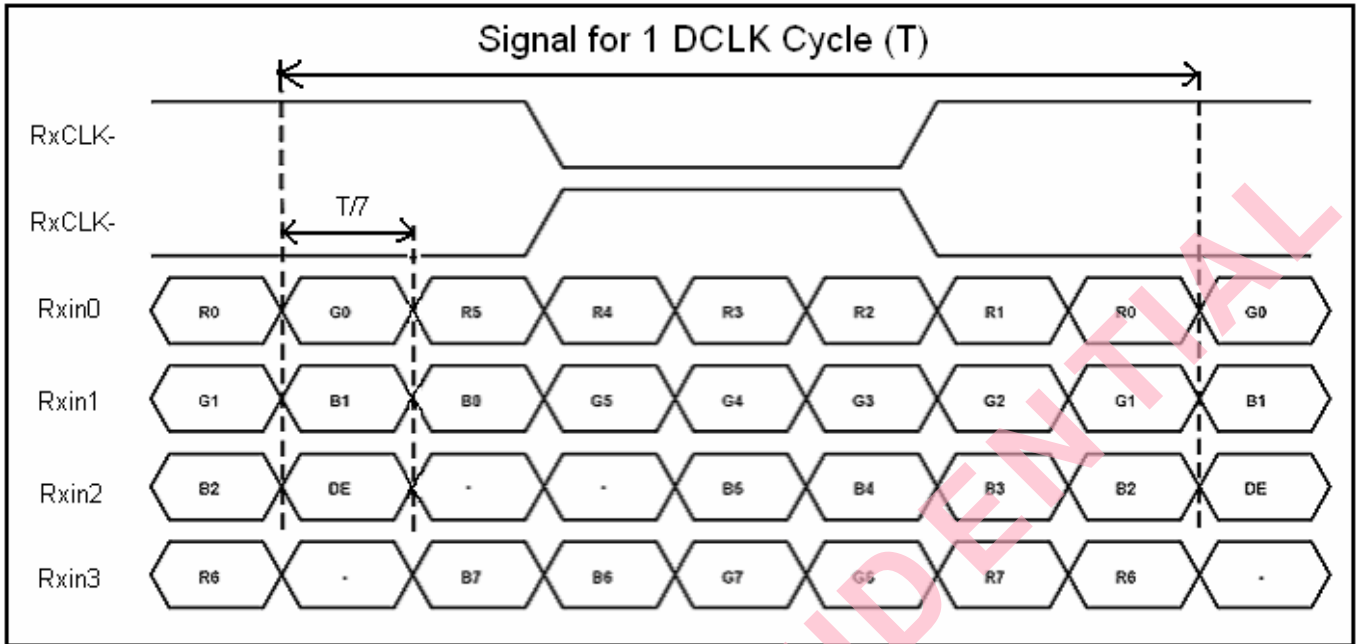 Signal for 1 DCLK Cycle (T)
RxCLK-
RxCLK-
T/7
Rxin0 R0 G0 R5 R4 R3 R2 R1 R0 G0
Rxin1 G1 B1 B0 G5 G4 G3 G2 G1 B1
Rxin2 B2 DE - - B5 B4 B3 B2 DE
Rxin3 R6 - B7 B6 G7 G6 R7 R6 -
IDENTIAL